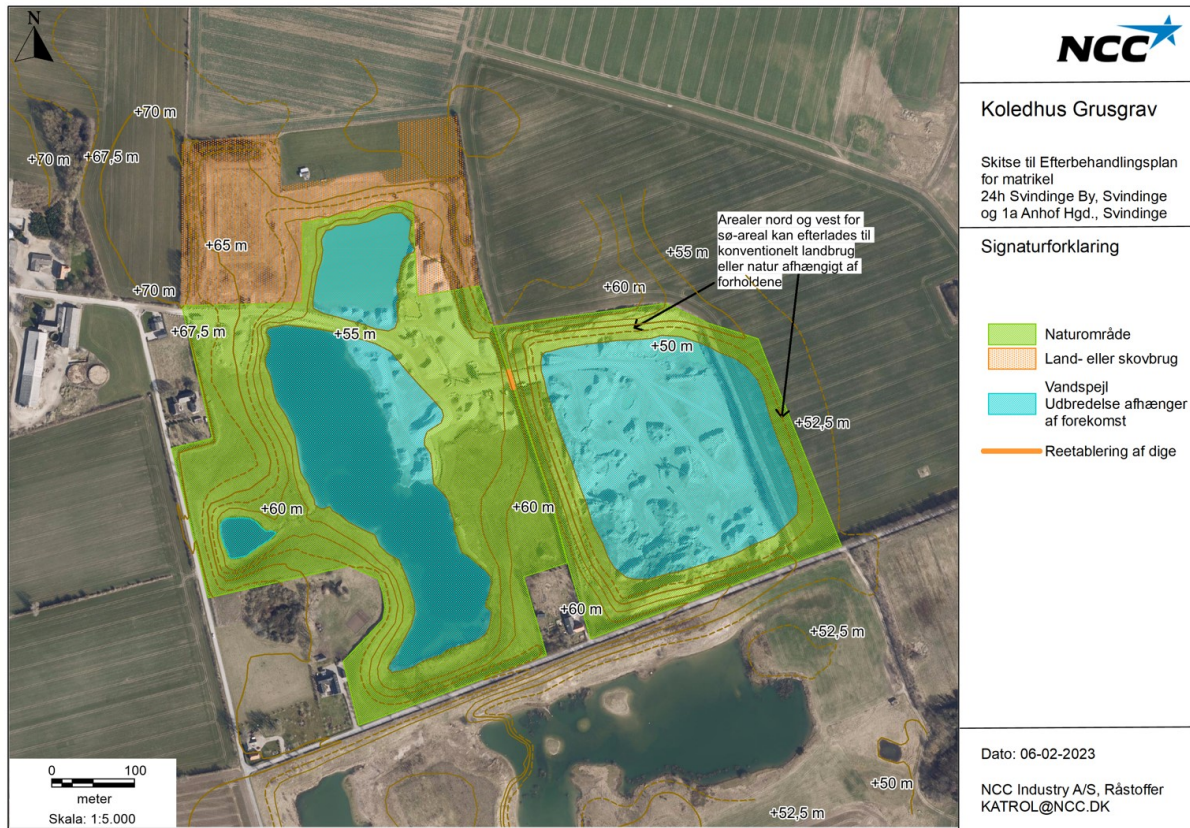 N
+70 m
+70 m
+67,5 m
+65 m
+70 m
+67,5 m
+55 m
+60 m
Arealer nord og vest for
sø-areal kan efterlades til
konventionelt landbrug
eller natur afhængigt af
forholdene
+55 m
+60 m
+50 m
+52,5 m
+60 m
+60 m
+52,5 m
+50 m
+52,5 m
0 100
meter
Skala: 1:5.000
NCC
Koledhus Grusgrav
Skitse til Efterbehandlingsplan
for matrikel
24h Svindinge By, Svindinge
og 1a Anhof Hgd., Svindinge
Signaturforklaring
Naturområde
Land- eller skovbrug
Vandspejl
Udbredelse afhænger
af forekomst
Reetablering af dige
Dato: 06-02-2023
NCC Industry A/S, Råstoffer
KATROL@NCC.DK